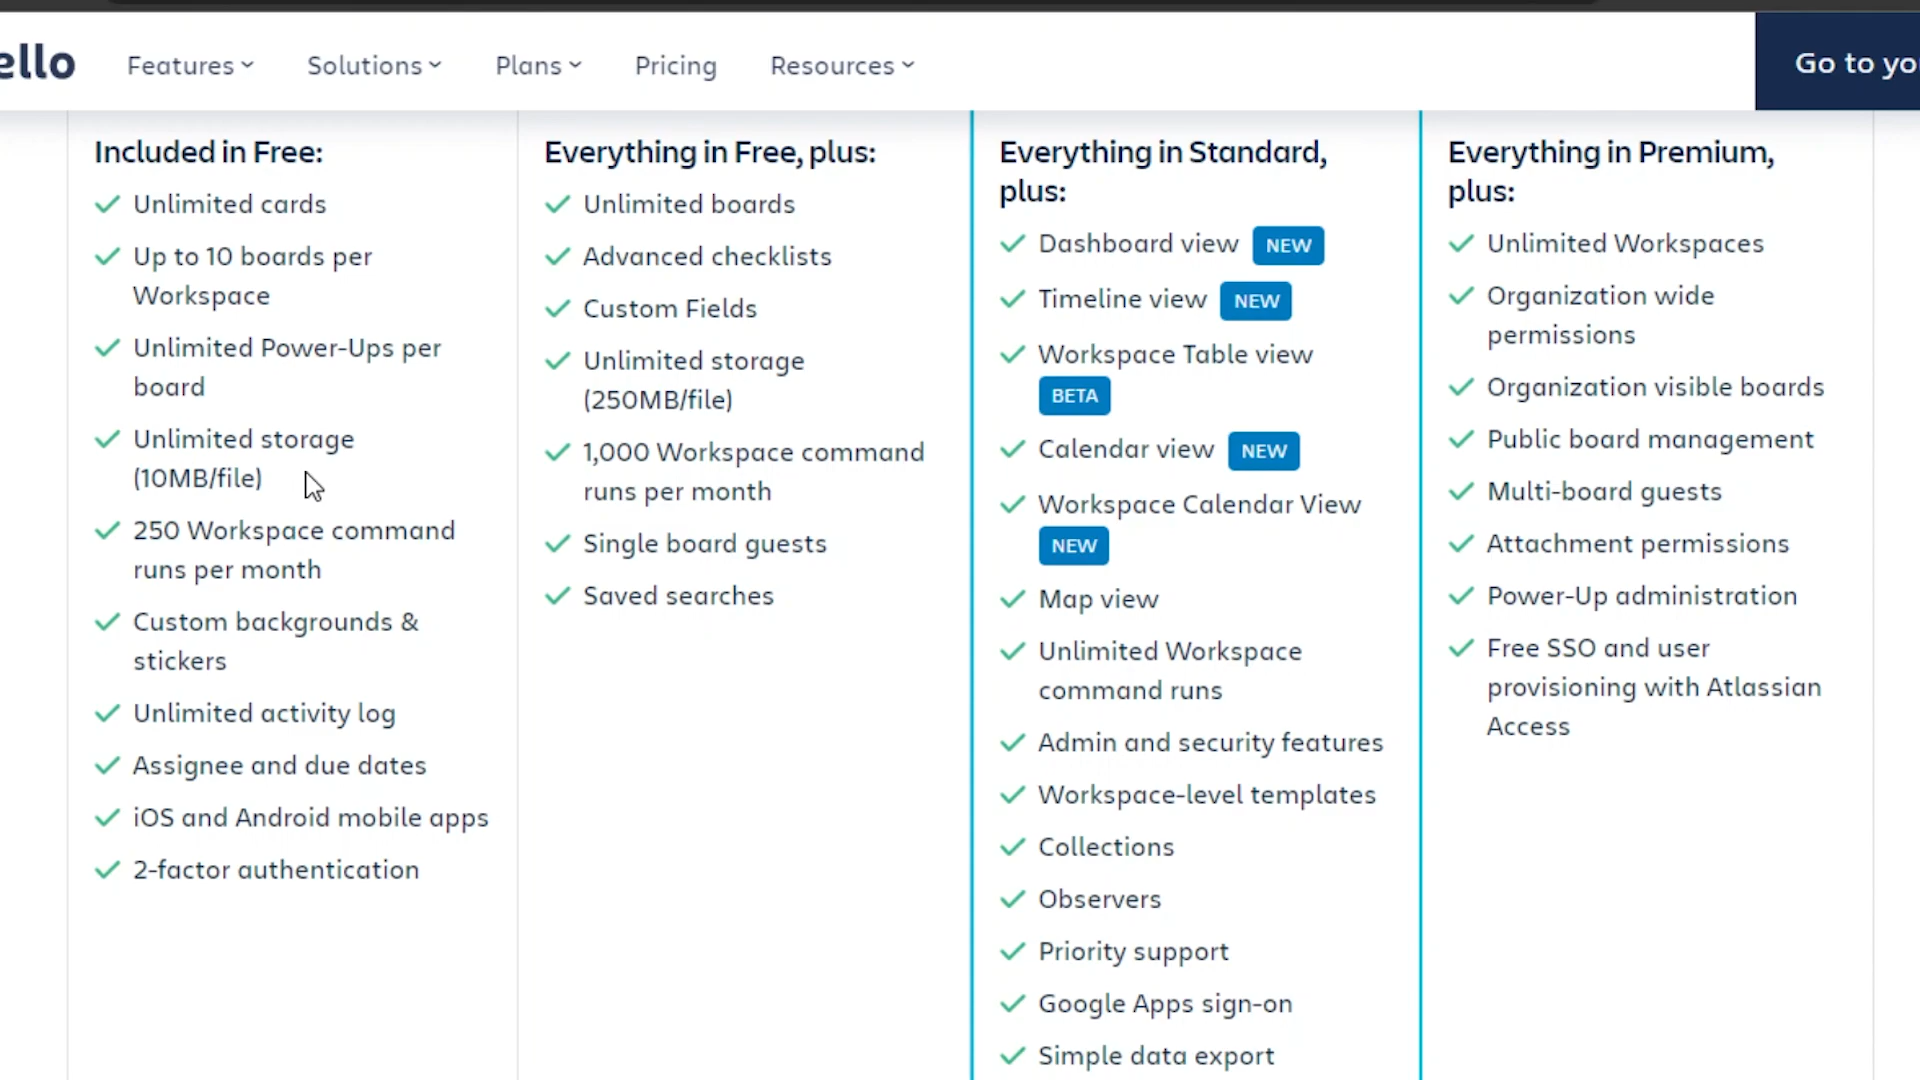 ello
Features
Solutions
Plans
Pricing
Resources
Go to yo
Included in Free:
Unlimited cards
Up to 10 boards per
Workspace
Unlimited Power-Ups per
board
Unlimited storage
(10MB/file)
250 Workspace command
runs per month
Custom backgrounds &
stickers
Unlimited activity log
Assignee and due dates
iOS and Android mobile apps
2-factor authentication
Everything in Free, plus:
Unlimited boards
Advanced checklists
Custom Fields
Unlimited storage
(250MB/file)
1,000 Workspace command
runs per month
Single board guests
Saved searches
Everything in Standard,
plus:
Dashboard view NEW
Timeline view NEW
Workspace Table view
BETA
Calendar view NEW
Workspace Calendar View
NEW
Map view
Unlimited Workspace
command runs
Admin and security features
Workspace-level templates
Collections
Observers
Priority support
Google Apps sign-on
Simple data export
Everything in Premium,
plus:
Unlimited Workspaces
Organization wide
permissions
Organization visible boards
Public board management
Multi-board guests
Attachment permissions
Power-Up administration
Free SSO and user
provisioning with Atlassian
Access